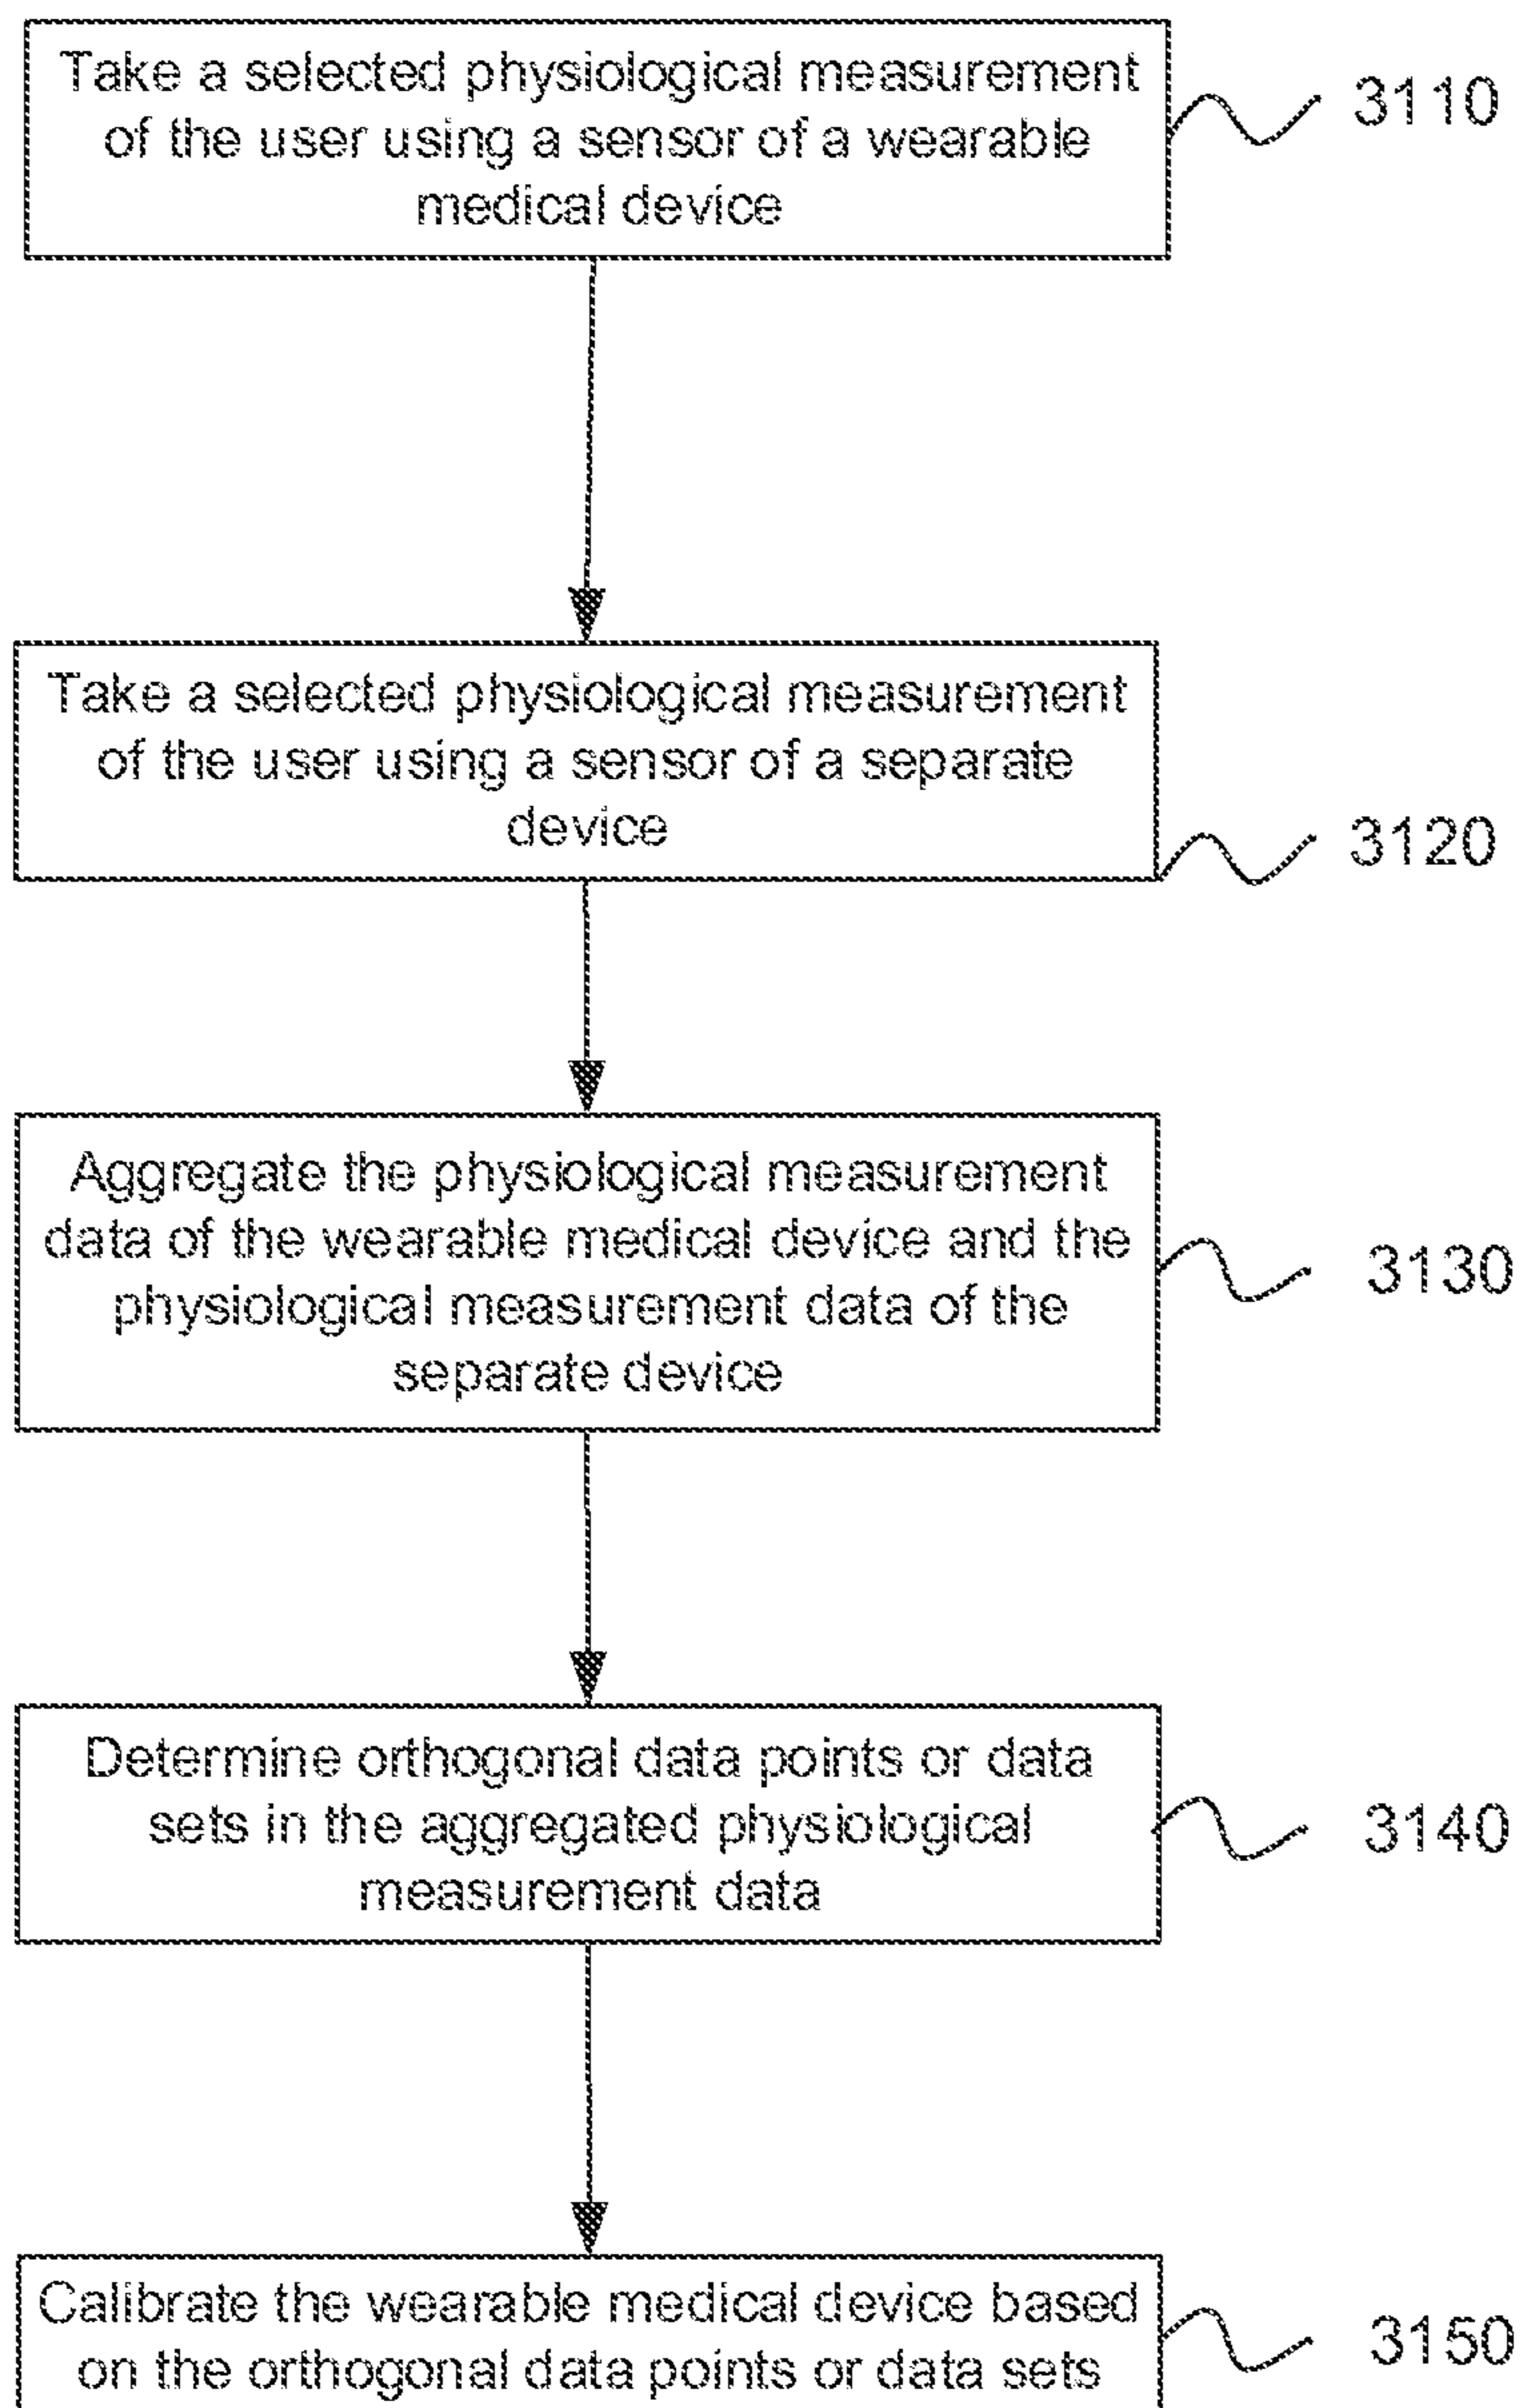 Take a selected physiological measurement
of the user using a sensor of a wearable
medical device
3110
Take a selected physiological measurement
of the user using a sensor of a separate
device
3120
Aggregate the physiological measurement
data of the wearable medical device and the
physiological measurement data of the
separate device
3130
Determine orthogonal data points or data
sets in the aggregated physiological
measurement data
3140
Calibrate the wearable medical device based
on the orthogonal data points or data sets
3150